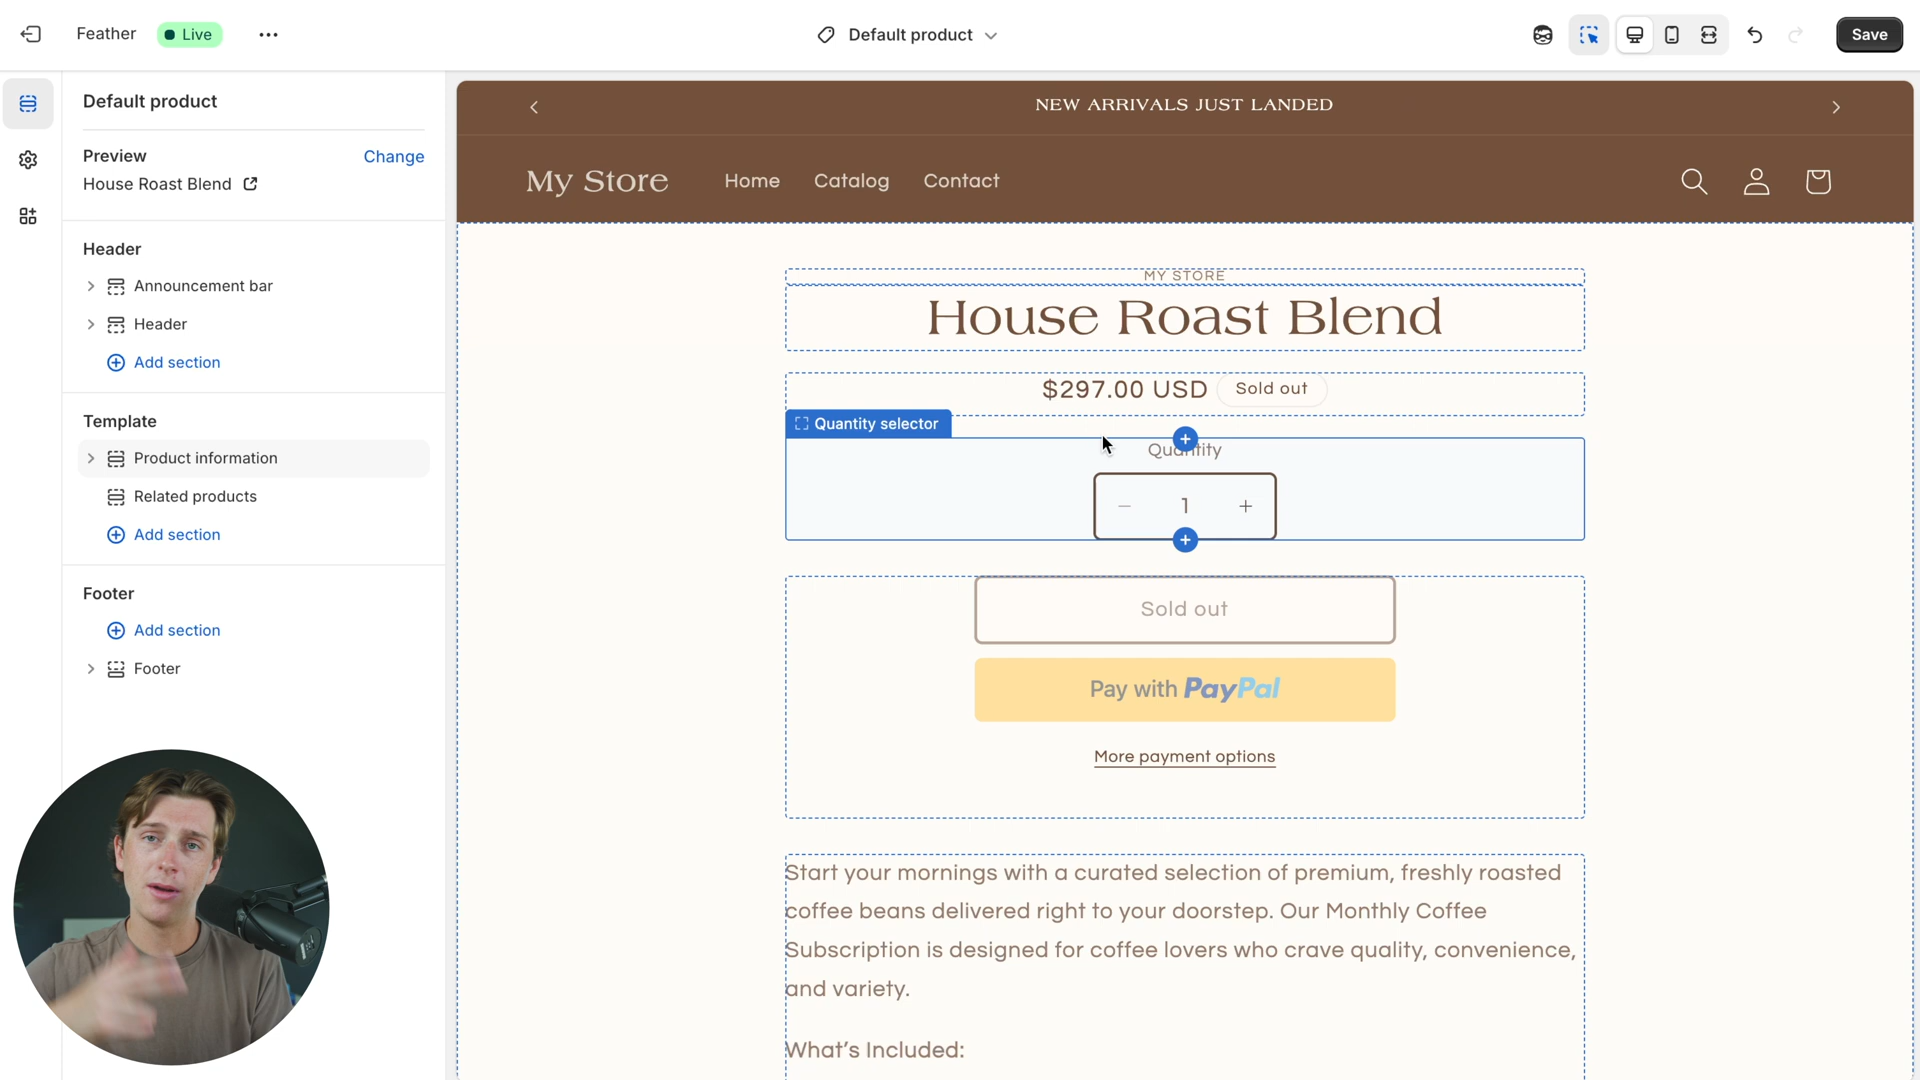 Feather
Live
Default product
Save
Default product
Preview
Change
House Roast Blend
Header
Announcement bar
Header
Add section
Template
Product information
Related products
Add section
Footer
Add section
Footer
NEW ARRIVALS JUST LANDED
My Store
Home
Catalog
Contact
MY STORE
House Roast Blend
$297.00 USD
Sold out
Quantity selector
Quantity
1
Sold out
Pay with PayPal
More payment options
Start your mornings with a curated selection of premium, freshly roasted
coffee beans delivered right to your doorstep. Our Monthly Coffee
Subscription is designed for coffee lovers who crave quality, convenience,
and variety.
What's Included: